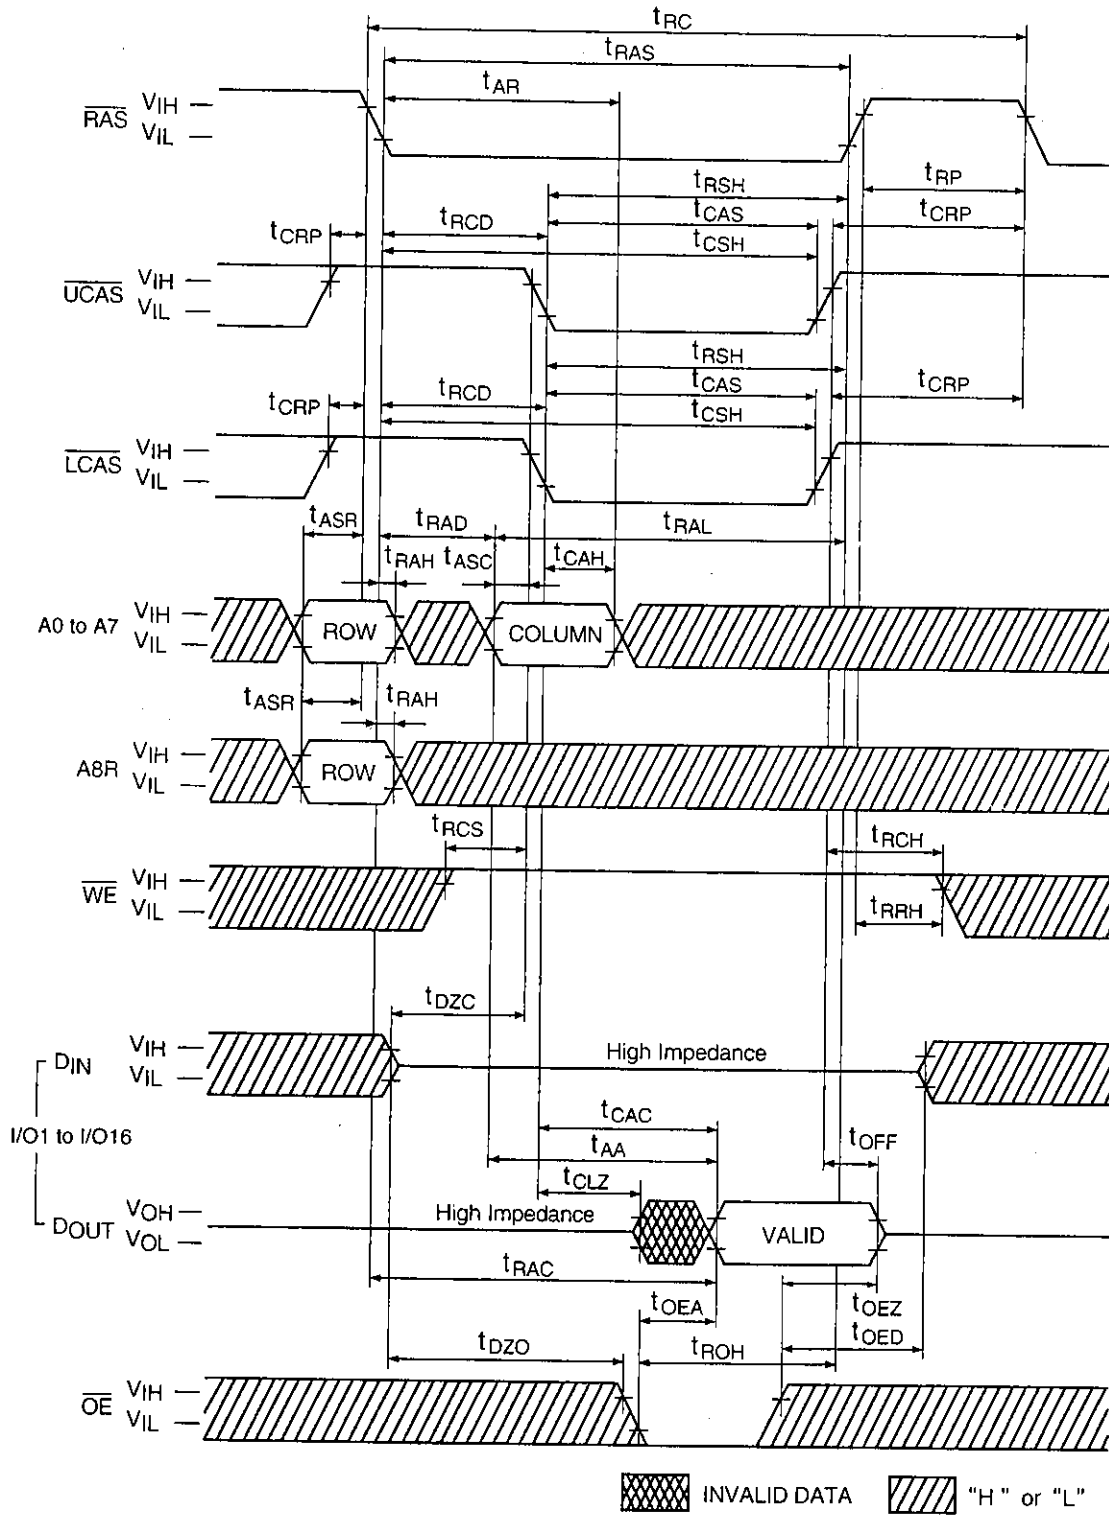 tRC
tRAS
tAR
RAS VIH VIL
tRSH tRP
tCRP tRCD tCAS tCRP
tCSH
UCAS VIH VIL
tRSH
tCRP tRCD tCAS tCRP
tCSH
LCAS VIH VIL
tASR tRAD tRAL
tRAH tASC tCAH
A0 to A7 VIH VIL ROW COLUMN
tASR tRAH
A8R VIH VIL ROW
tRCS tRCH
WE VIH VIL
tRRH
tDZC
DIN VIH VIL High Impedance
I/O1 to I/O16
tCAC
tAA tOFF
tCLZ
DOUT VOH VOL High Impedance VALID
tRAC
tOEA tOEZ
tDZO tROH tOED
OE VIH VIL
INVALID DATA "H " or "L"